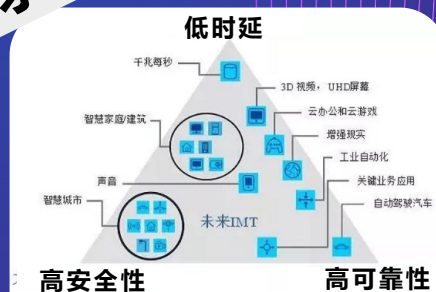 低时延
千兆每秒
3D 视频，UHD屏幕
云办公和云游戏
智慧家庭/建筑
增强现实
工业自动化
声音
关键业务应用
智慧城市
自动驾驶汽车
未来IMT
高安全性
高可靠性